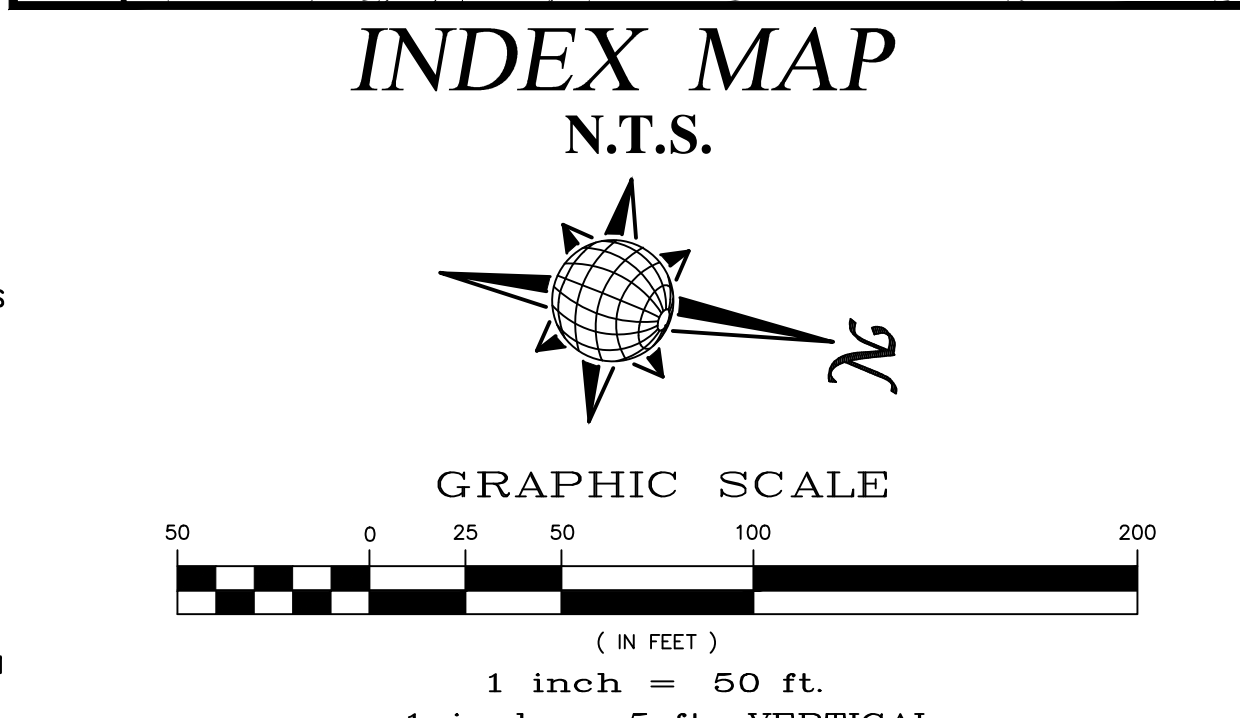 INDEX MAP
N.T.S.
N
GRAPHIC SCALE
50 0 25 50 100 200
( IN FEET )
1 inch = 50 ft.